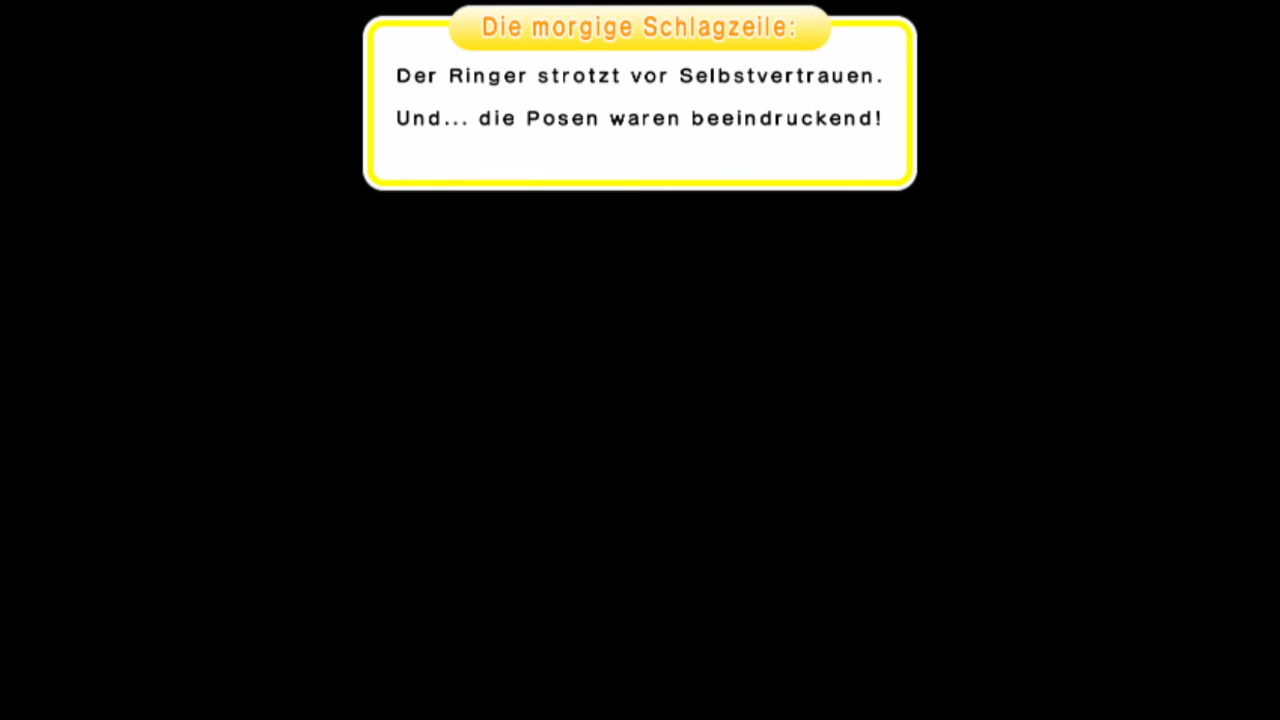 Die morgige Schlagzeile:
Der Ringer strotzt vor Selbstvertrauen.
Und... die Posen waren beeindruckend!